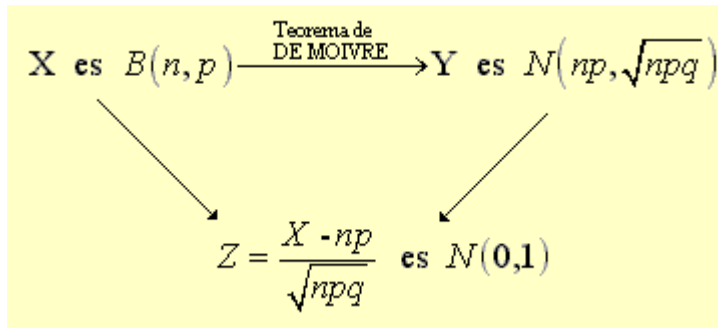 Teorema de
DE MOIVRE
X es B(n, p) → Y es N(np, √npq)
Z = (X - np) / √npq es N(0,1)